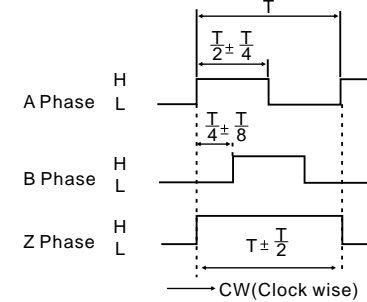 T
T/2 ± T/4
H
A Phase L
T/4 ± T/8
H
B Phase L
H
Z Phase L
T ± T/2
CW(Clock wise)